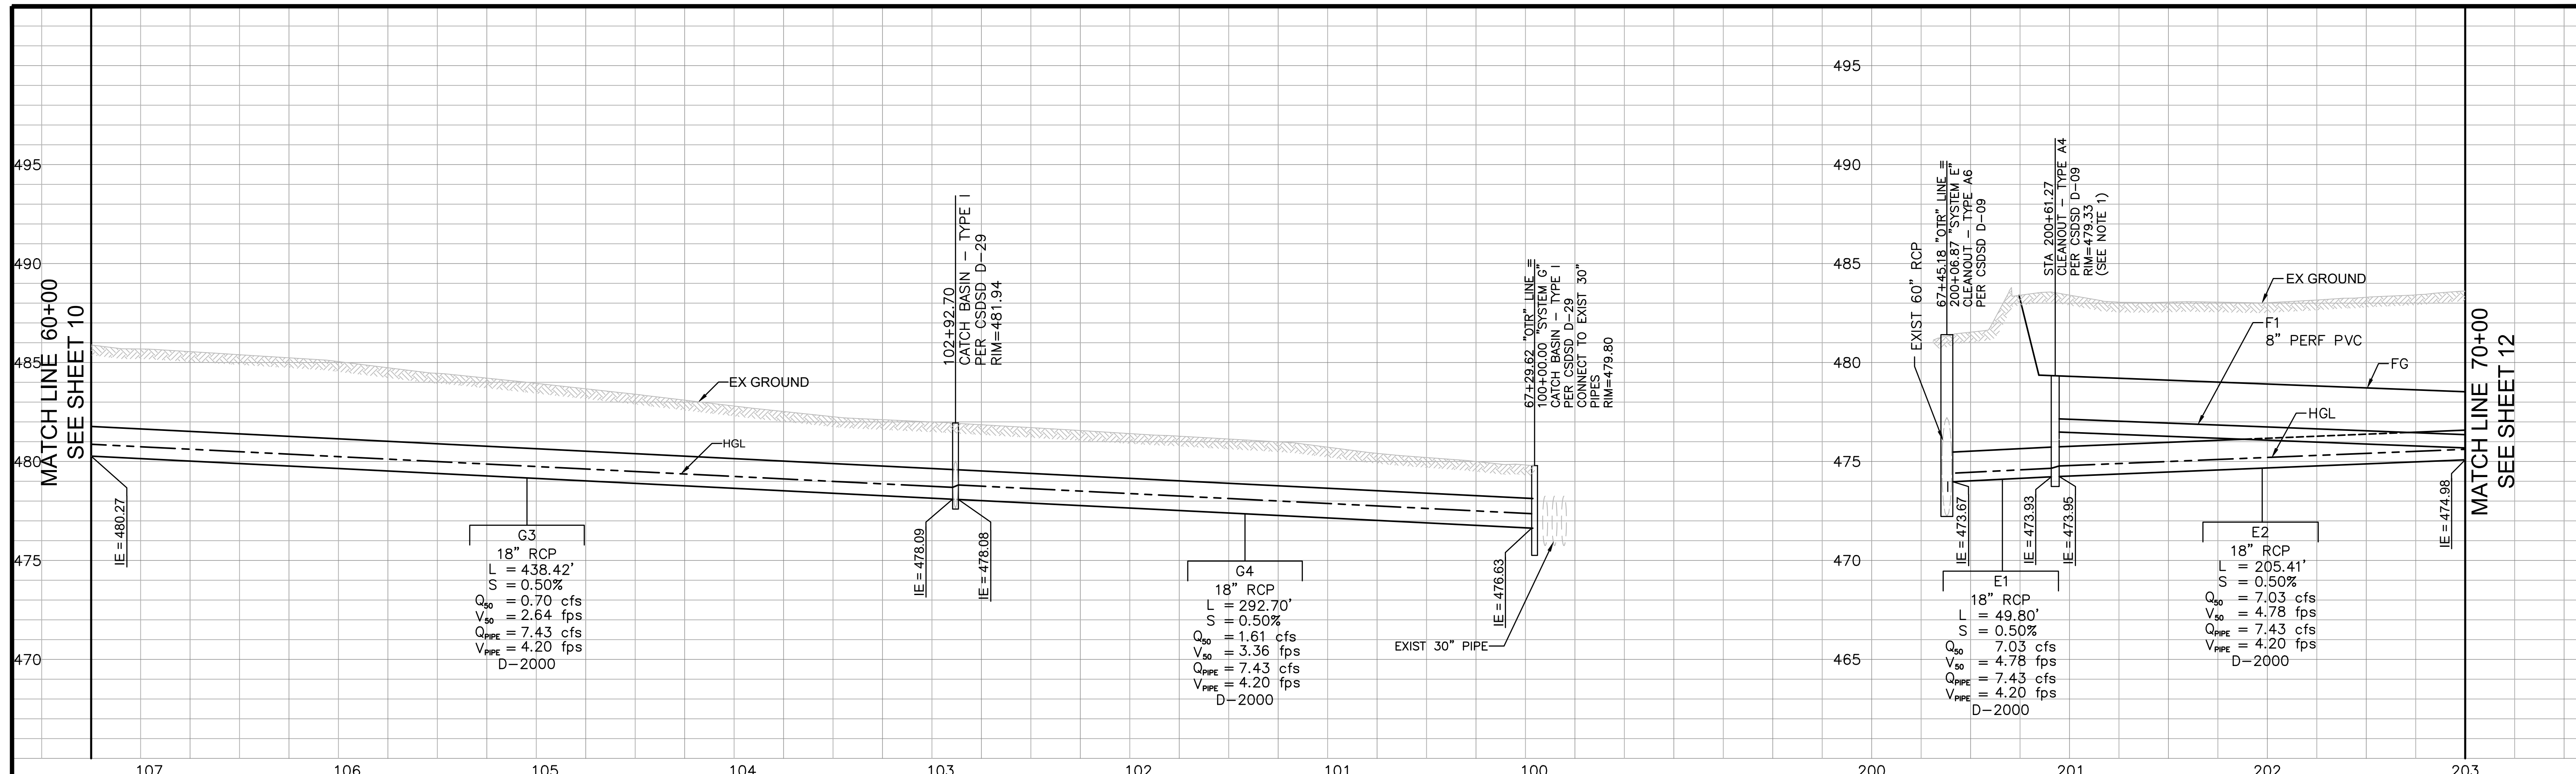 MATCH LINE 60+00
SEE SHEET 10
495
490
485
480
475
470
IE = 480.27
G3
18" RCP
L = 438.42'
S = 0.50%
Q50 = 0.70 cfs
V50 = 2.64 fps
QPIPE = 7.43 cfs
VPIPE = 4.20 fps
D-2000
EX GROUND
HGL
102+92.70
CATCH BASIN - TYPE I
PER CSDSD D-29
RIM=481.94
IE = 478.09
IE = 478.08
G4
18" RCP
L = 292.70'
S = 0.50%
Q50 = 1.61 cfs
V50 = 3.36 fps
QPIPE = 7.43 cfs
VPIPE = 4.20 fps
D-2000
67+29.62 "OTR" LINE =
100+00.00 "SYSTEM G"
CATCH BASIN - TYPE I
PER CSDSD D-29
CONNECT TO EXIST 30"
PIPES
RIM=479.80
IE = 476.63
EXIST 30" PIPE
107
106
105
104
103
102
101
100
495
490
485
480
475
470
465
EXIST 60" RCP
67+45.18 "OTR" LINE =
200+06.87 "SYSTEM E"
CLEANOUT - TYPE A6
PER CSDSD D-09
STA 200+61.27
CLEANOUT - TYPE A4
PER CSDSD D-09
RIM=479.33
(SEE NOTE 1)
EX GROUND
F1
8" PERF PVC
FG
HGL
IE = 473.67
IE = 473.93
IE = 473.95
IE = 474.98
E1
18" RCP
L = 49.80'
S = 0.50%
Q50 7.03 cfs
V50 = 4.78 fps
QPIPE = 7.43 cfs
VPIPE = 4.20 fps
D-2000
E2
18" RCP
L = 205.41'
S = 0.50%
Q50 = 7.03 cfs
V50 = 4.78 fps
QPIPE = 7.43 cfs
VPIPE = 4.20 fps
D-2000
MATCH LINE 70+00
SEE SHEET 12
200
201
202
203